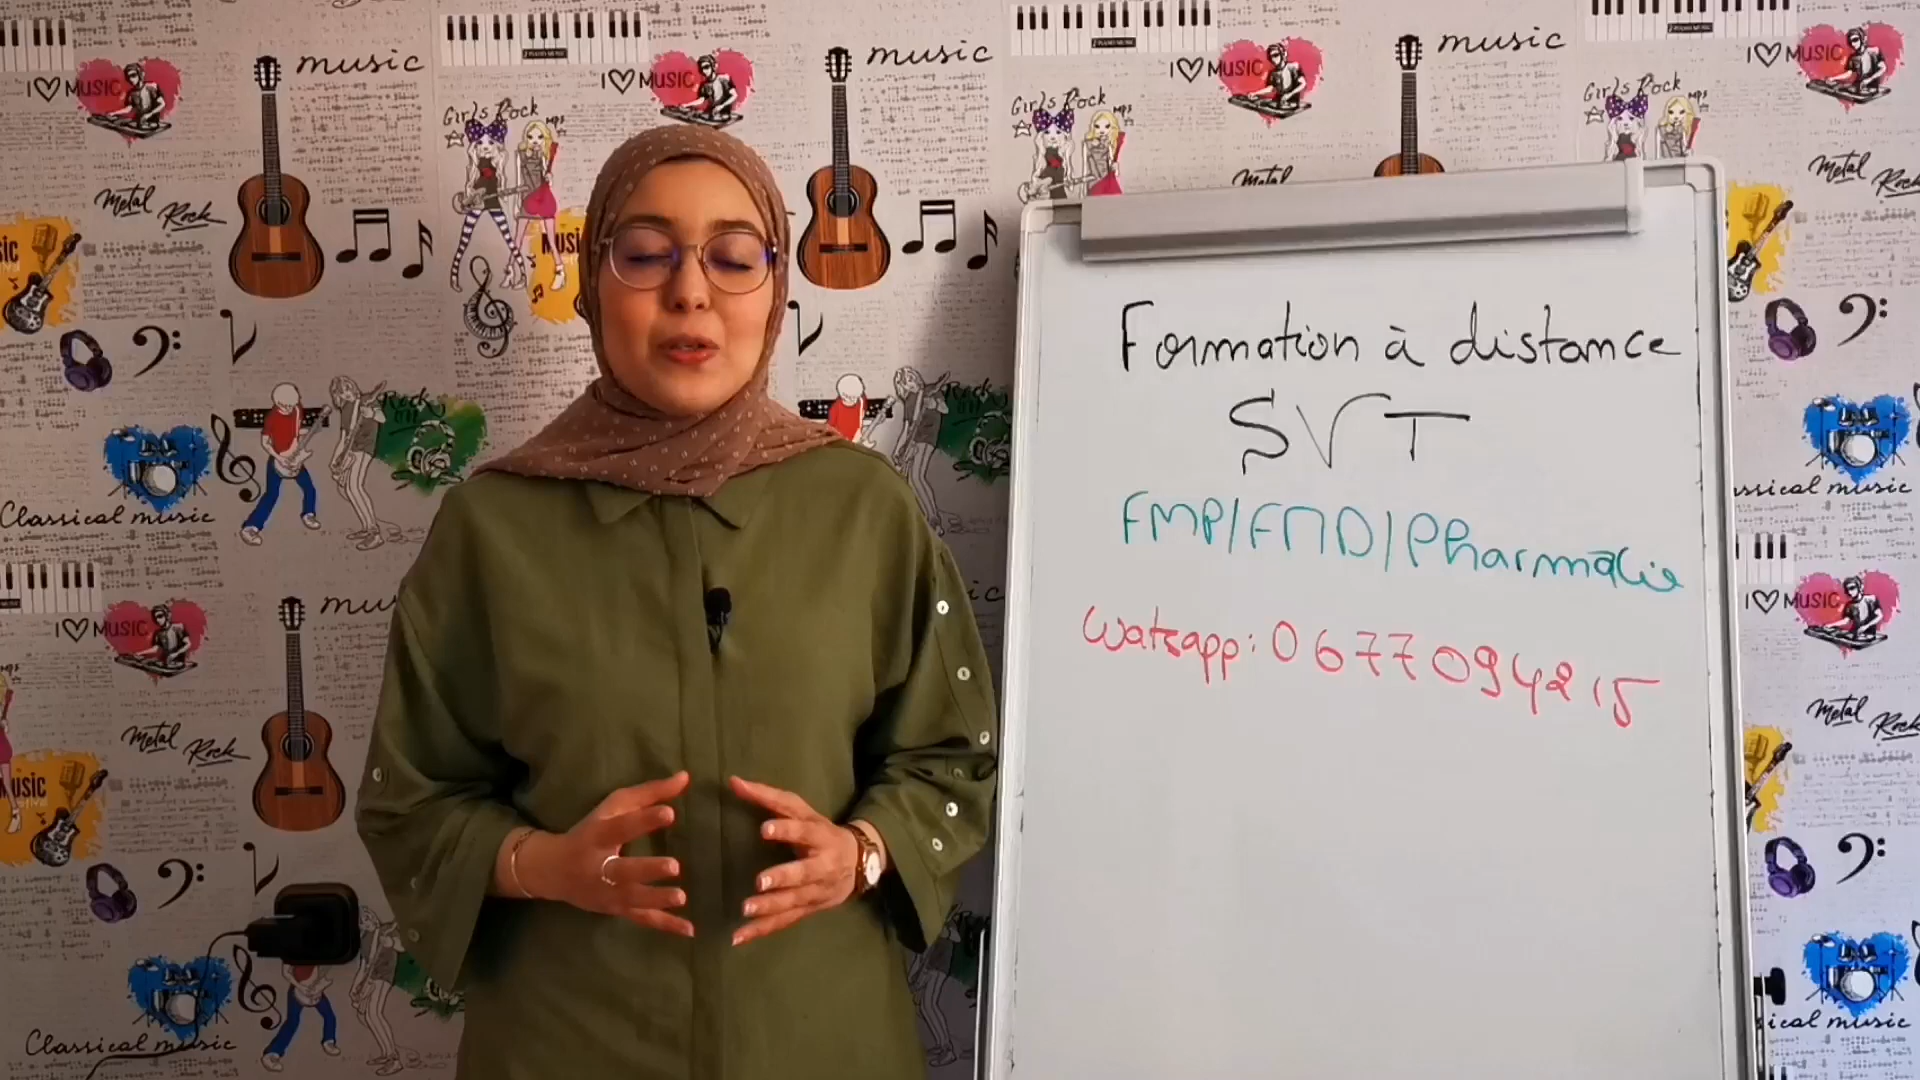 Formation à distance
SVT
FMP/FMD/Pharmacie
Watsapp: 0677094215
music
I ♡ MUSIC
Girls Rock
Metal Rock
Classical music